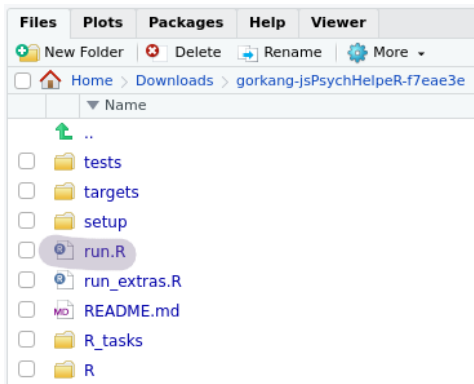 Files Plots Packages Help Viewer
New Folder Delete Rename More
Home Downloads gorkang-jsPsychHelpeR-f7eae3e
Name
..
tests
targets
setup
R run.R
R run_extras.R
MD README.md
R_tasks
R